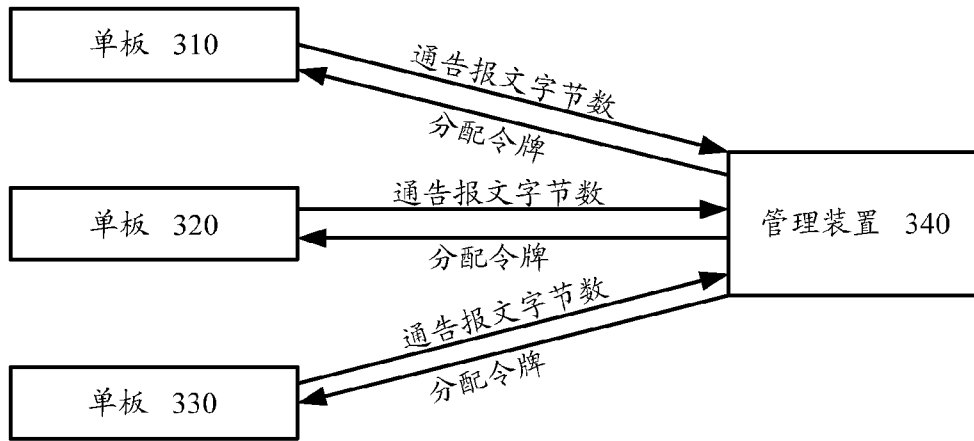 单板 310
通告报文字节数
分配令牌
单板 320
通告报文字节数
分配令牌
管理装置 340
通告报文字节数
分配令牌
单板 330